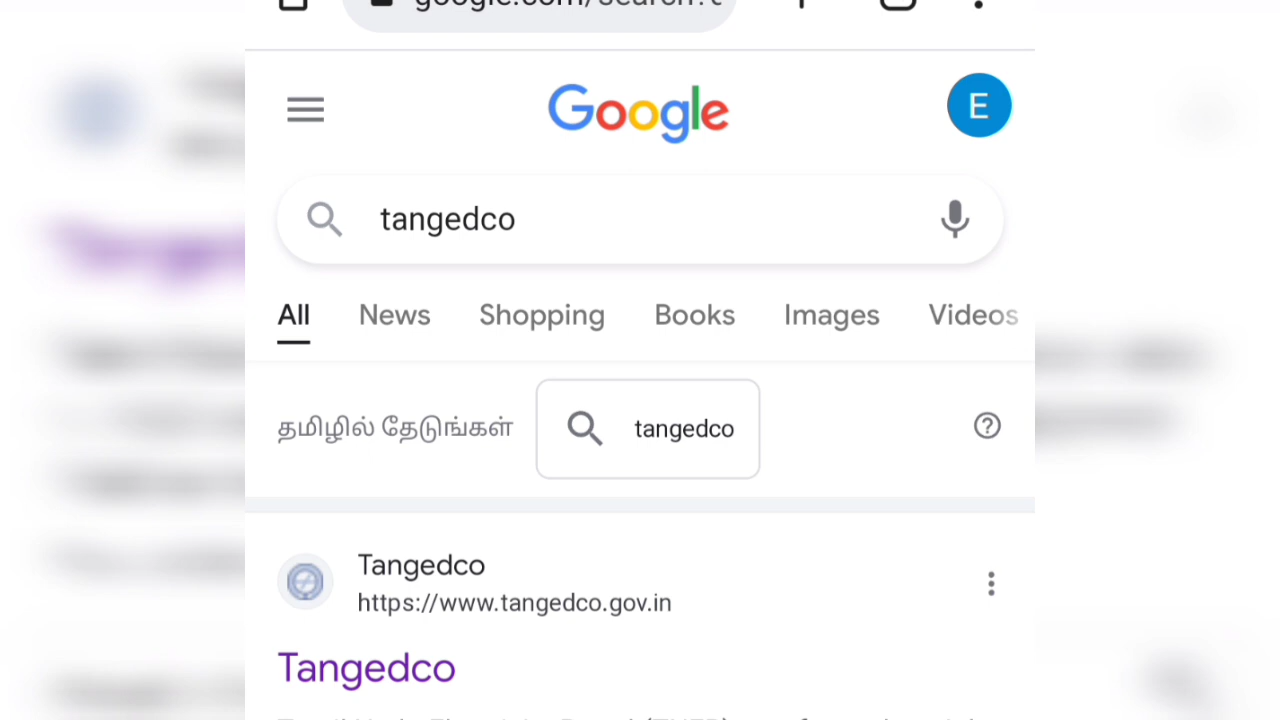 Google
E
tangedco
All News Shopping Books Images Videos
தமிழில் தேடுங்கள் tangedco
Tangedco
https://www.tangedco.gov.in
Tangedco